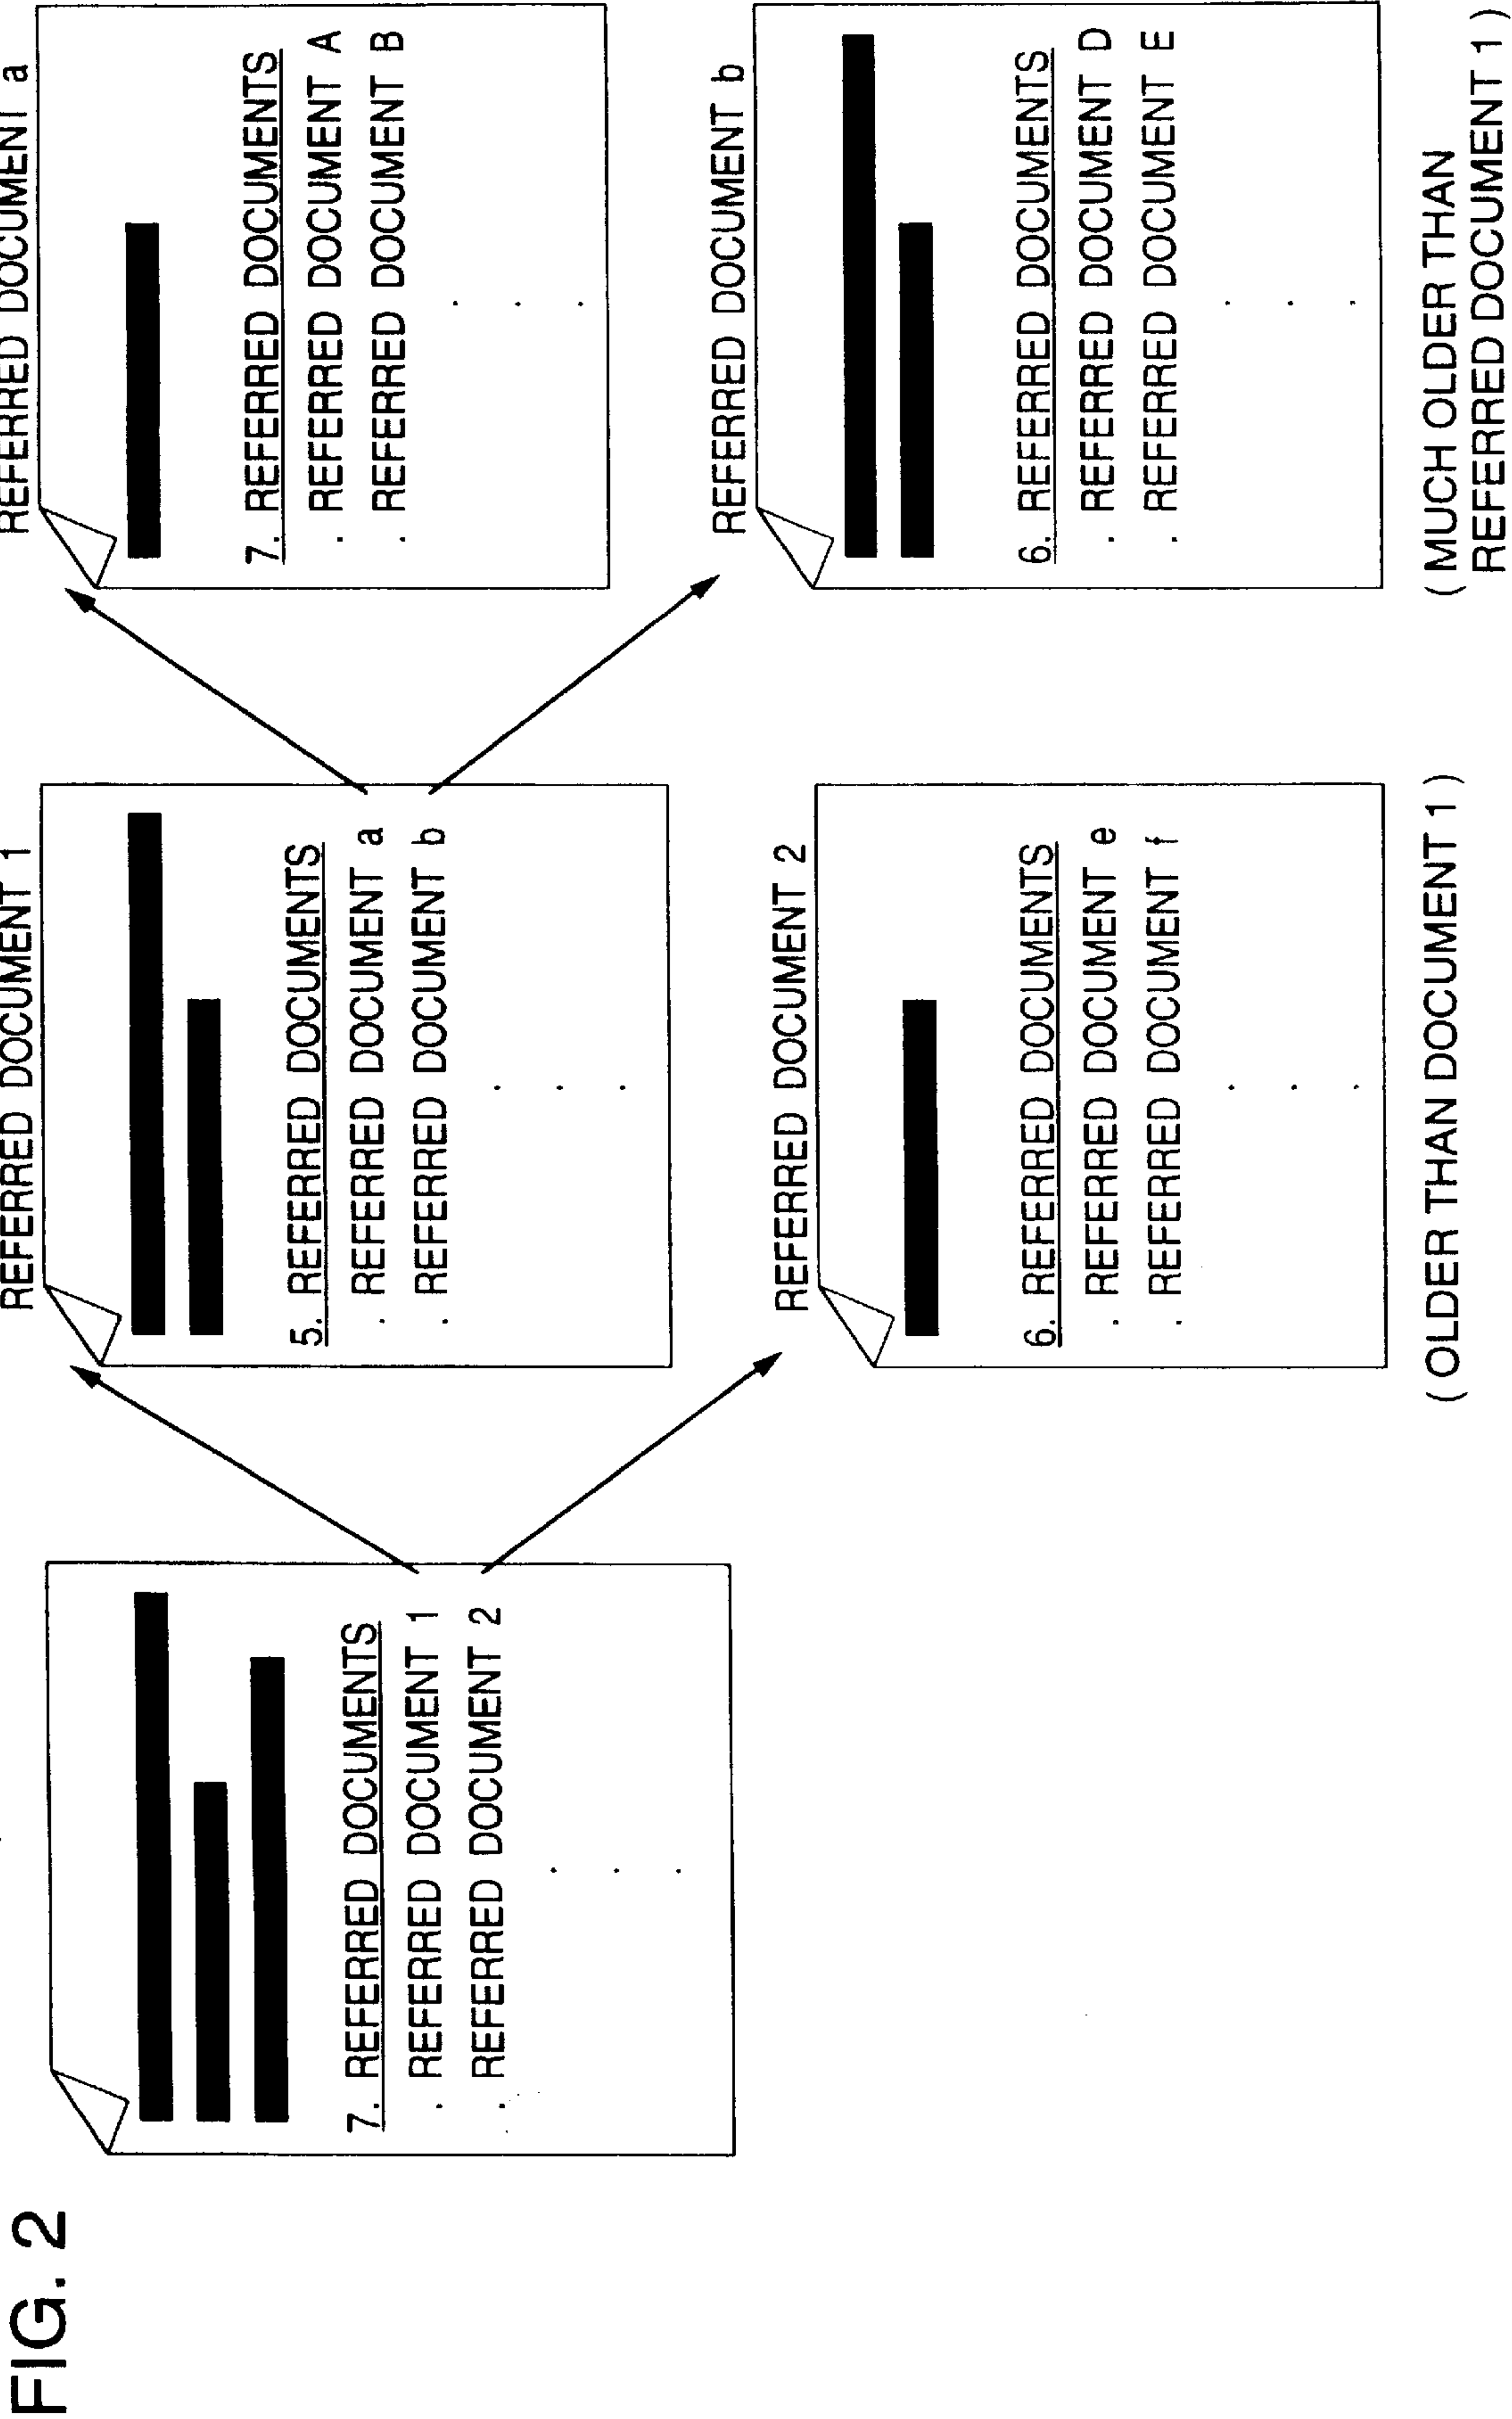 FIG. 2
7. REFERRED DOCUMENTS
. REFERRED DOCUMENT 1
. REFERRED DOCUMENT 2
REFERRED DOCUMENT 1
5. REFERRED DOCUMENTS
. REFERRED DOCUMENT a
. REFERRED DOCUMENT b
REFERRED DOCUMENT 2
6. REFERRED DOCUMENTS
. REFERRED DOCUMENT e
. REFERRED DOCUMENT f
( OLDER THAN DOCUMENT 1 )
REFERRED DOCUMENT a
7. REFERRED DOCUMENTS
. REFERRED DOCUMENT A
. REFERRED DOCUMENT B
REFERRED DOCUMENT b
6. REFERRED DOCUMENTS
. REFERRED DOCUMENT D
. REFERRED DOCUMENT E
( MUCH OLDER THAN
REFERRED DOCUMENT 1 )